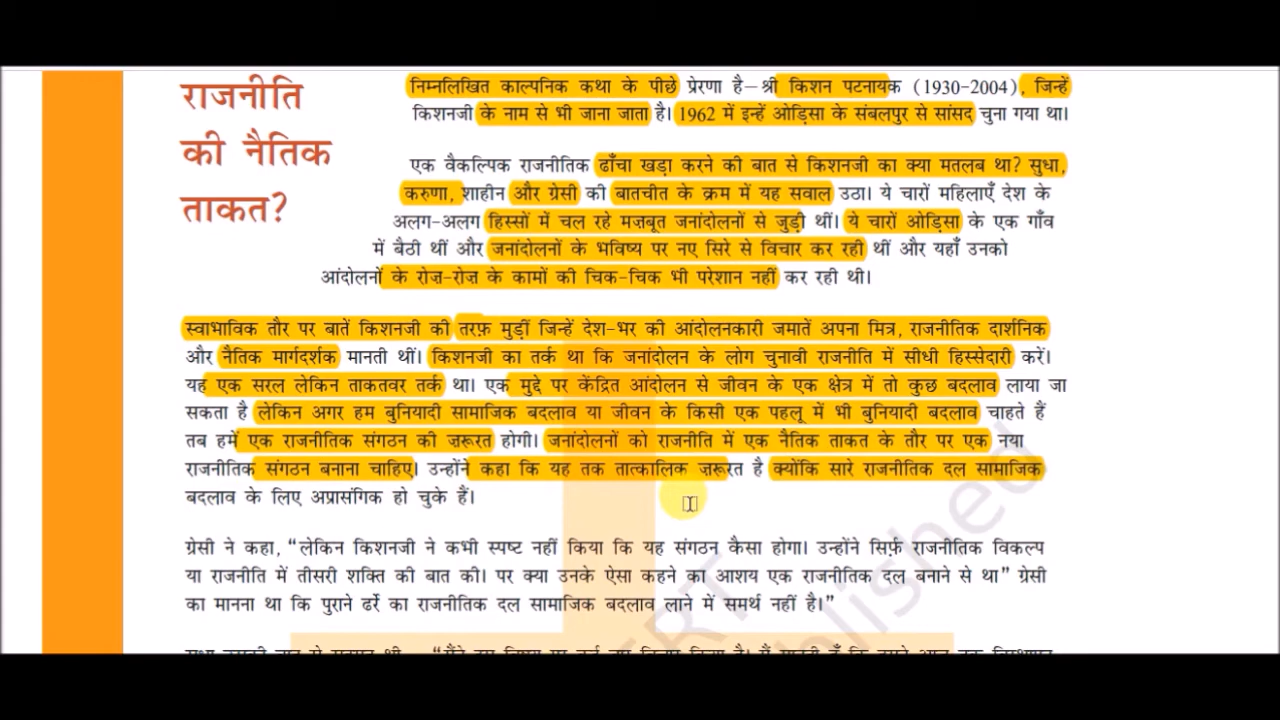 राजनीति
की नैतिक
ताकत?
निम्नलिखित काल्पनिक कथा के पीछे प्रेरणा है—श्री किशन पटनायक (1930-2004), जिन्हें
किशनजी के नाम से भी जाना जाता है। 1962 में इन्हें ओड़िसा के संबलपुर से सांसद चुना गया था।
एक वैकल्पिक राजनीतिक ढाँचा खड़ा करने की बात से किशनजी का क्या मतलब था? सुधा,
करुणा, शाहीन और ग्रेसी की बातचीत के क्रम में यह सवाल उठा। ये चारों महिलाएँ देश के
अलग-अलग हिस्सों में चल रहे मज़बूत जनांदोलनों से जुड़ी थीं। ये चारों ओड़िसा के एक गाँव
में बैठी थीं और जनांदोलनों के भविष्य पर नए सिरे से विचार कर रही थीं और यहाँ उनको
आंदोलनों के रोज़-रोज़ के कामों की चिक-चिक भी परेशान नहीं कर रही थी।
स्वाभाविक तौर पर बातें किशनजी की तरफ़ मुड़ीं जिन्हें देश-भर की आंदोलनकारी जमातें अपना मित्र, राजनीतिक दार्शनिक
और नैतिक मार्गदर्शक मानती थीं। किशनजी का तर्क था कि जनांदोलन के लोग चुनावी राजनीति में सीधी हिस्सेदारी करें।
यह एक सरल लेकिन ताकतवर तर्क था। एक मुद्दे पर केंद्रित आंदोलन से जीवन के एक क्षेत्र में तो कुछ बदलाव लाया जा
सकता है लेकिन अगर हम बुनियादी सामाजिक बदलाव या जीवन के किसी एक पहलू में भी बुनियादी बदलाव चाहते हैं
तब हमें एक राजनीतिक संगठन की ज़रूरत होगी। जनांदोलनों को राजनीति में एक नैतिक ताकत के तौर पर एक नया
राजनीतिक संगठन बनाना चाहिए। उन्होंने कहा कि यह तक तात्कालिक ज़रूरत है क्योंकि सारे राजनीतिक दल सामाजिक
बदलाव के लिए अप्रासंगिक हो चुके हैं।
ग्रेसी ने कहा, “लेकिन किशनजी ने कभी स्पष्ट नहीं किया कि यह संगठन कैसा होगा। उन्होंने सिर्फ़ राजनीतिक विकल्प
या राजनीति में तीसरी शक्ति की बात की। पर क्या उनके ऐसा कहने का आशय एक राजनीतिक दल बनाने से था” ग्रेसी
का मानना था कि पुराने ढर्रे का राजनीतिक दल सामाजिक बदलाव लाने में समर्थ नहीं है।”